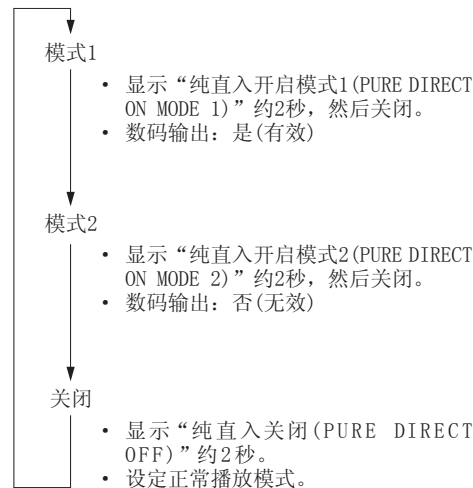 模式1
• 显示“纯直入开启模式1(PURE DIRECT
ON MODE 1)”约2秒，然后关闭。
• 数码输出：是(有效)
模式2
• 显示“纯直入开启模式2(PURE DIRECT
ON MODE 2)”约2秒，然后关闭。
• 数码输出：否(无效)
关闭
• 显示“纯直入关闭(PURE DIRECT
OFF)”约2秒。
• 设定正常播放模式。